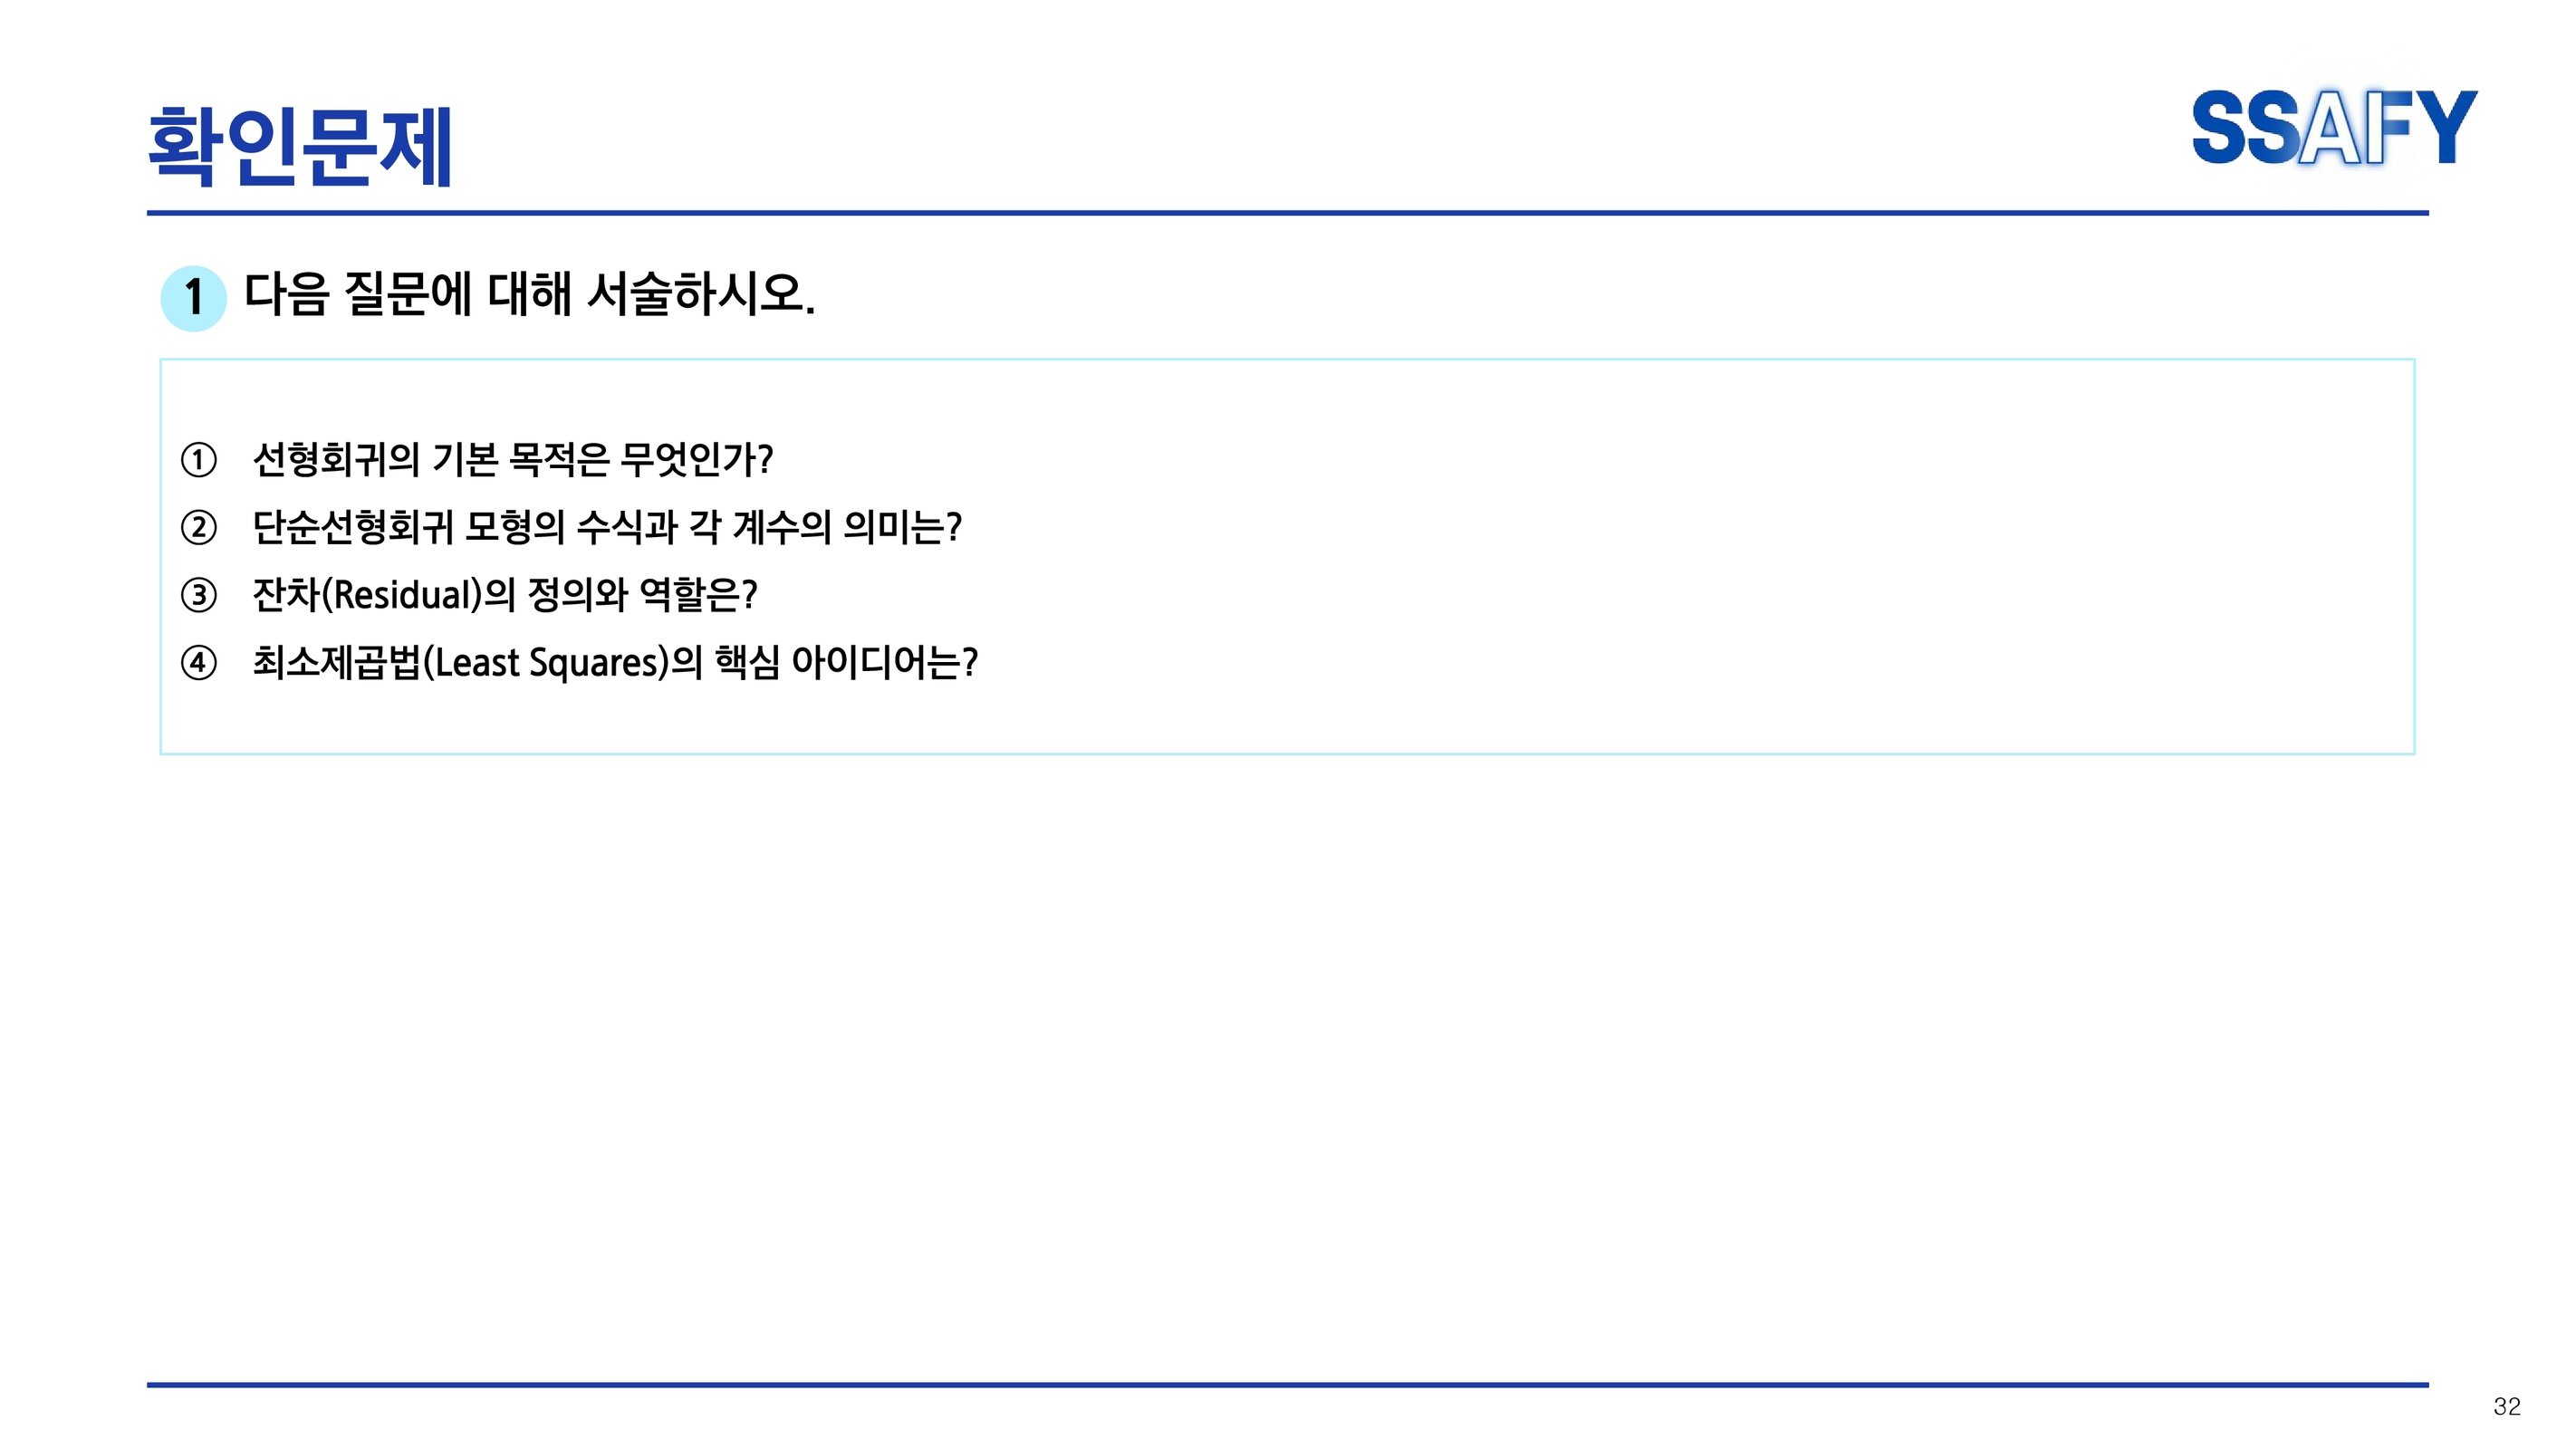 확인문제
SSAFY
1 다음 질문에 대해 서술하시오.
① 선형회귀의 기본 목적은 무엇인가?
② 단순선형회귀 모형의 수식과 각 계수의 의미는?
③ 잔차(Residual)의 정의와 역할은?
④ 최소제곱법(Least Squares)의 핵심 아이디어는?
32